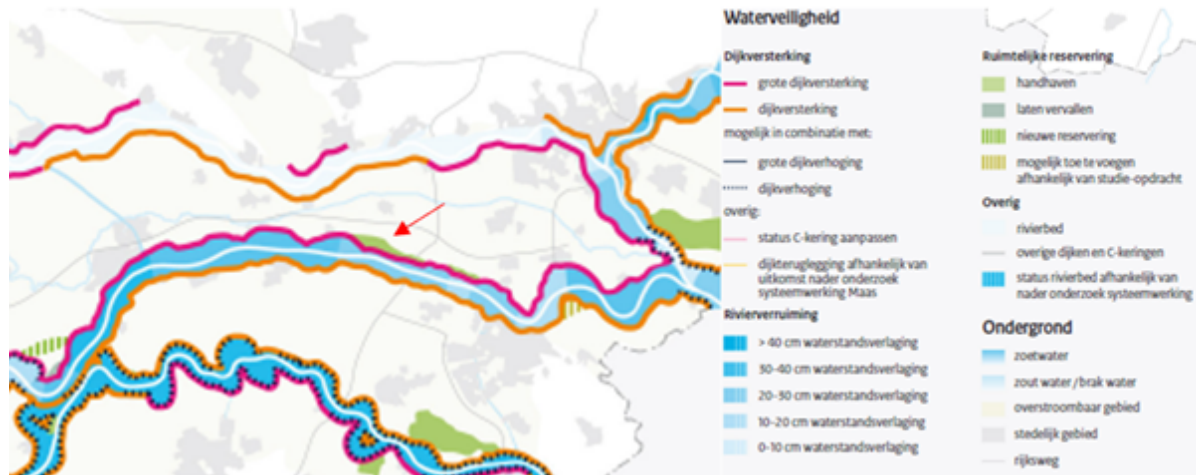 Waterveiligheid
Dijkversterking
grote dijkversterking
dijkversterking
mogelijk in combinatie met:
grote dijkverhoging
dijkverhoging
overig:
status C-kering aanpassen
dijkteruglegging afhankelijk van
uitkomst nader onderzoek
systeemwerking Maas
Rivierverruiming
> 40 cm waterstandsverlaging
30-40 cm waterstandsverlaging
20-30 cm waterstandsverlaging
10-20 cm waterstandsverlaging
0-10 cm waterstandsverlaging
Ruimtelijke reservering
handhaven
laten vervallen
nieuwe reservering
mogelijk toe te voegen
afhankelijk van studie-opdracht
Overig
rivierbed
overige dijken en C-keringen
status rivierbed afhankelijk van
nader onderzoek systeemwerking
Ondergrond
zoetwater
zout water / brak water
overstroombaar gebied
stedelijk gebied
rijksweg